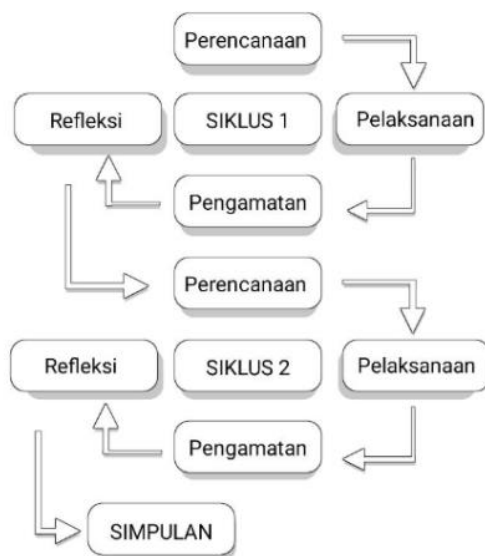 Perencanaan
Refleksi
SIKLUS 1
Pelaksanaan
Pengamatan
Perencanaan
Refleksi
SIKLUS 2
Pelaksanaan
Pengamatan
SIMPULAN